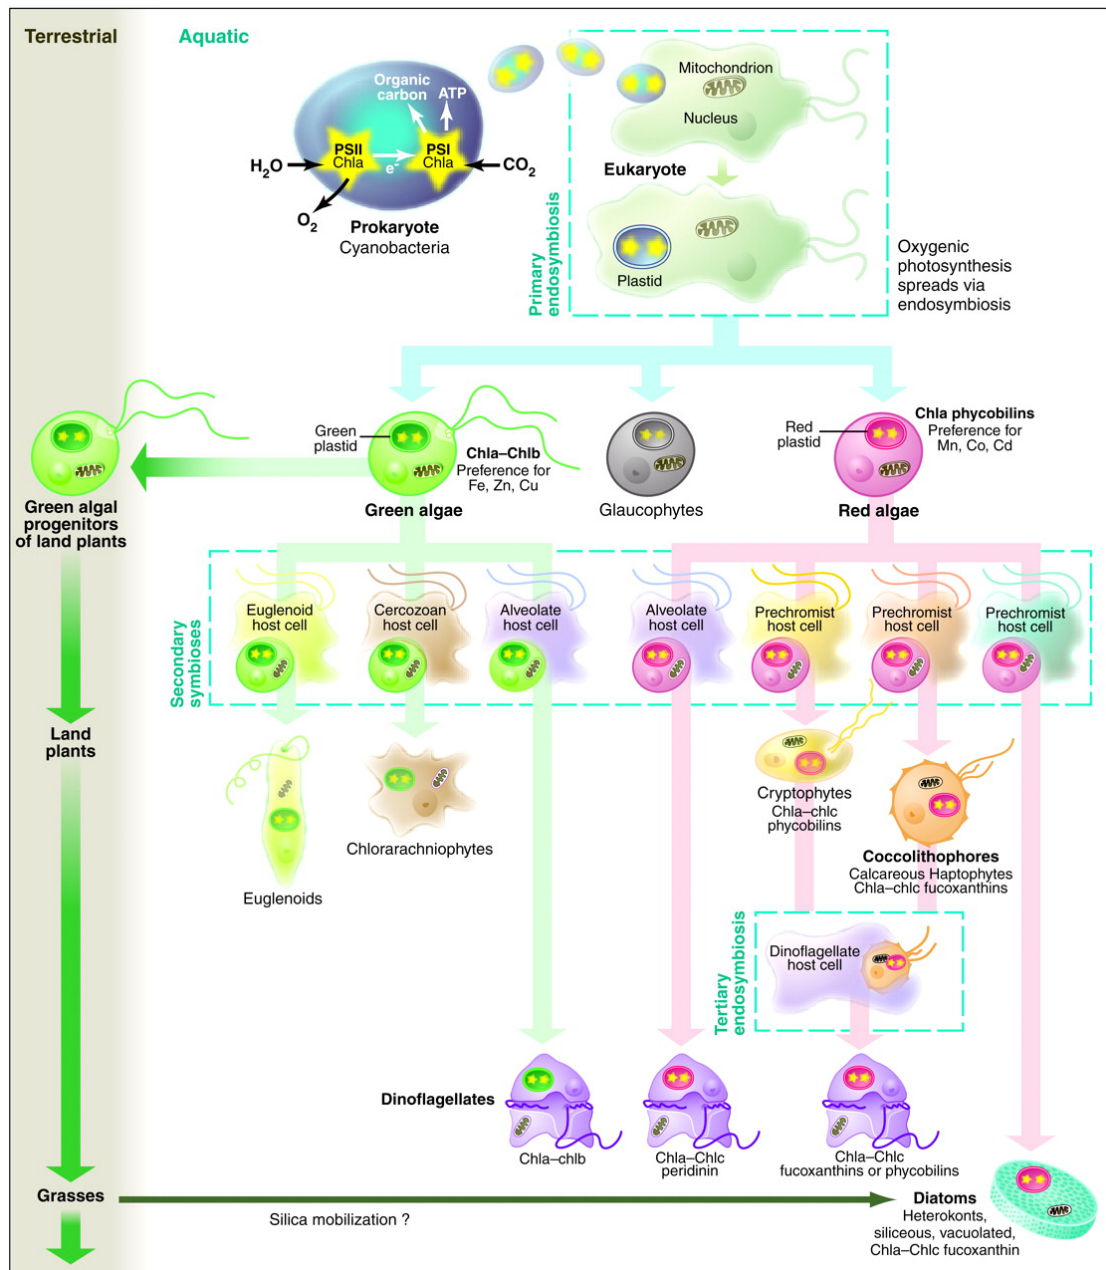 Terrestrial
Aquatic
Organic
carbon
ATP
PSII
Chla
e-
PSI
Chla
H2O
CO2
O2
Prokaryote
Cyanobacteria
Mitochondrion
Nucleus
Eukaryote
Plastid
Primary
endosymbiosis
Oxygenic
photosynthesis
spreads via
endosymbiosis
Green
plastid
Chla–Chlb
Preference for
Fe, Zn, Cu
Red
plastid
Chla phycobilins
Preference for
Mn, Co, Cd
Green algal
progenitors
of land plants
Green algae
Glaucophytes
Red algae
Secondary
symbioses
Euglenoid
host cell
Cercozoan
host cell
Alveolate
host cell
Alveolate
host cell
Prechromist
host cell
Prechromist
host cell
Prechromist
host cell
Land
plants
Euglenoids
Chlorarachniophytes
Cryptophytes
Chla–chlc
phycobilins
Coccolithophores
Calcareous Haptophytes
Chla–chlc fucoxanthins
Tertiary
endosymbiosis
Dinoflagellate
host cell
Dinoflagellates
Chla–chlb
Chla–Chlc
peridinin
Chla–Chlc
fucoxanthins or phycobilins
Grasses
Silica mobilization ?
Diatoms
Heterokonts,
siliceous, vacuolated,
Chla–Chlc fucoxanthin